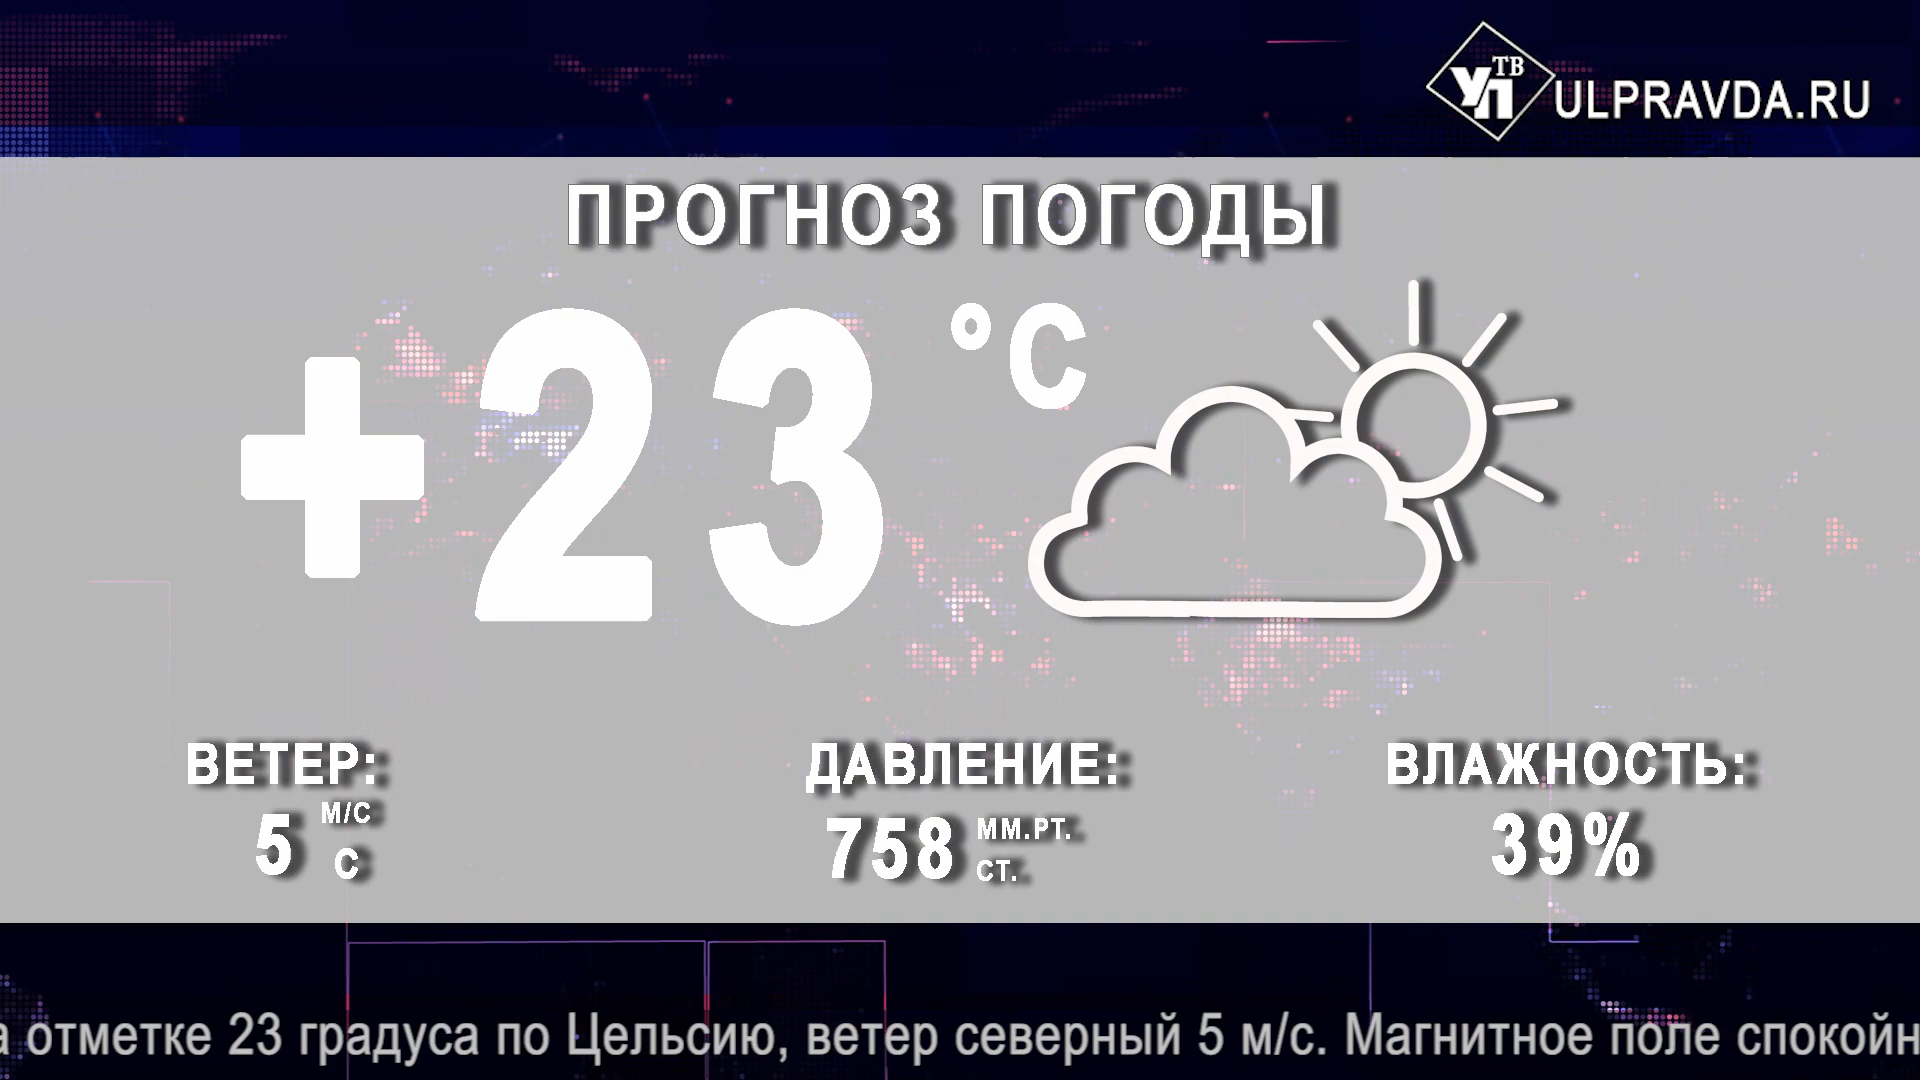 УП ТВ
ULPRAVDA.RU
ПРОГНОЗ ПОГОДЫ
+23 °С
ВЕТЕР:
5 М/С
С
ДАВЛЕНИЕ:
758 ММ.РТ.
СТ.
ВЛАЖНОСТЬ:
39%
а отметке 23 градуса по Цельсию, ветер северный 5 м/с. Магнитное поле спокойн